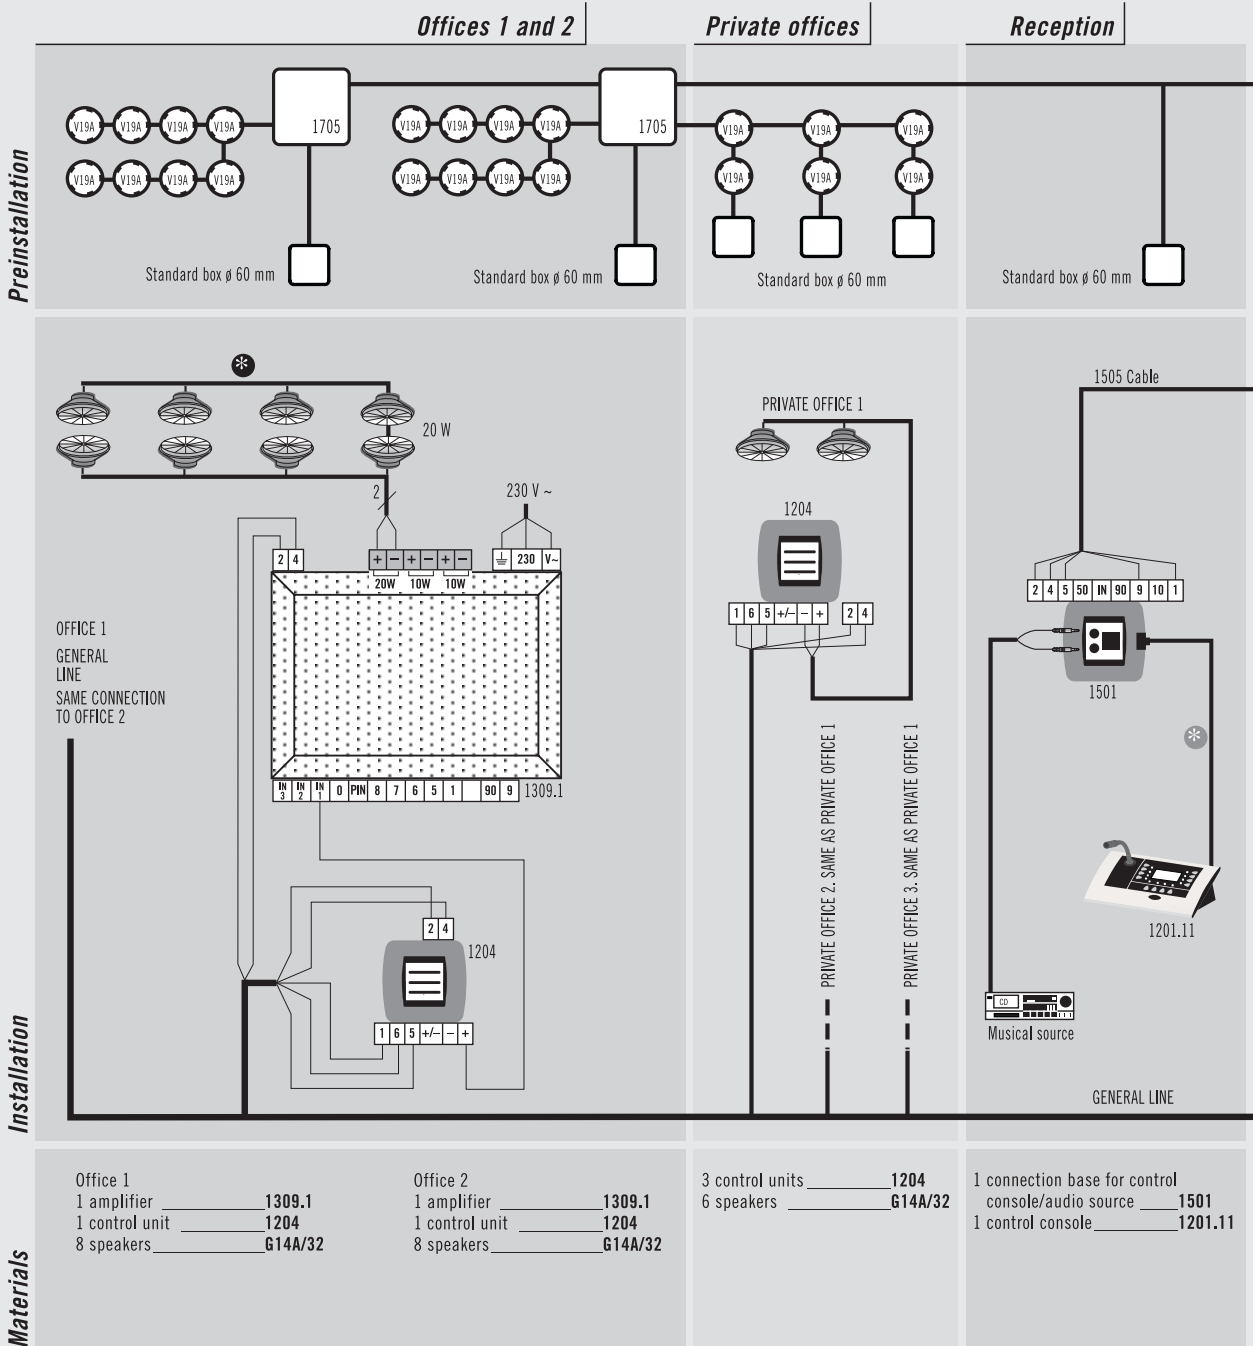 Offices 1 and 2
Private offices
Reception
Preinstallation
V19A V19A V19A V19A
V19A V19A V19A V19A
1705
Standard box ø 60 mm
V19A V19A V19A V19A
V19A V19A V19A V19A
1705
Standard box ø 60 mm
V19A V19A V19A
V19A V19A V19A
Standard box ø 60 mm
Standard box ø 60 mm
Installation
*
20 W
2
230 V ~
2 4
+ − + − + −
230 V~
20W 10W 10W
OFFICE 1
GENERAL
LINE
SAME CONNECTION
TO OFFICE 2
IN 3 IN 2 IN 1 0 PIN 8 7 6 5 1 90 9
1309.1
2 4
1204
1 6 5 +/− − +
PRIVATE OFFICE 1
1204
1 6 5 +/− − + 2 4
PRIVATE OFFICE 2. SAME AS PRIVATE OFFICE 1
PRIVATE OFFICE 3. SAME AS PRIVATE OFFICE 1
1505 Cable
2 4 5 50 IN 90 9 10 1
1501
*
1201.11
CD
Musical source
GENERAL LINE
Materials
Office 1
1 amplifier 1309.1
1 control unit 1204
8 speakers G14A/32
Office 2
1 amplifier 1309.1
1 control unit 1204
8 speakers G14A/32
3 control units 1204
6 speakers G14A/32
1 connection base for control
console/audio source 1501
1 control console 1201.11